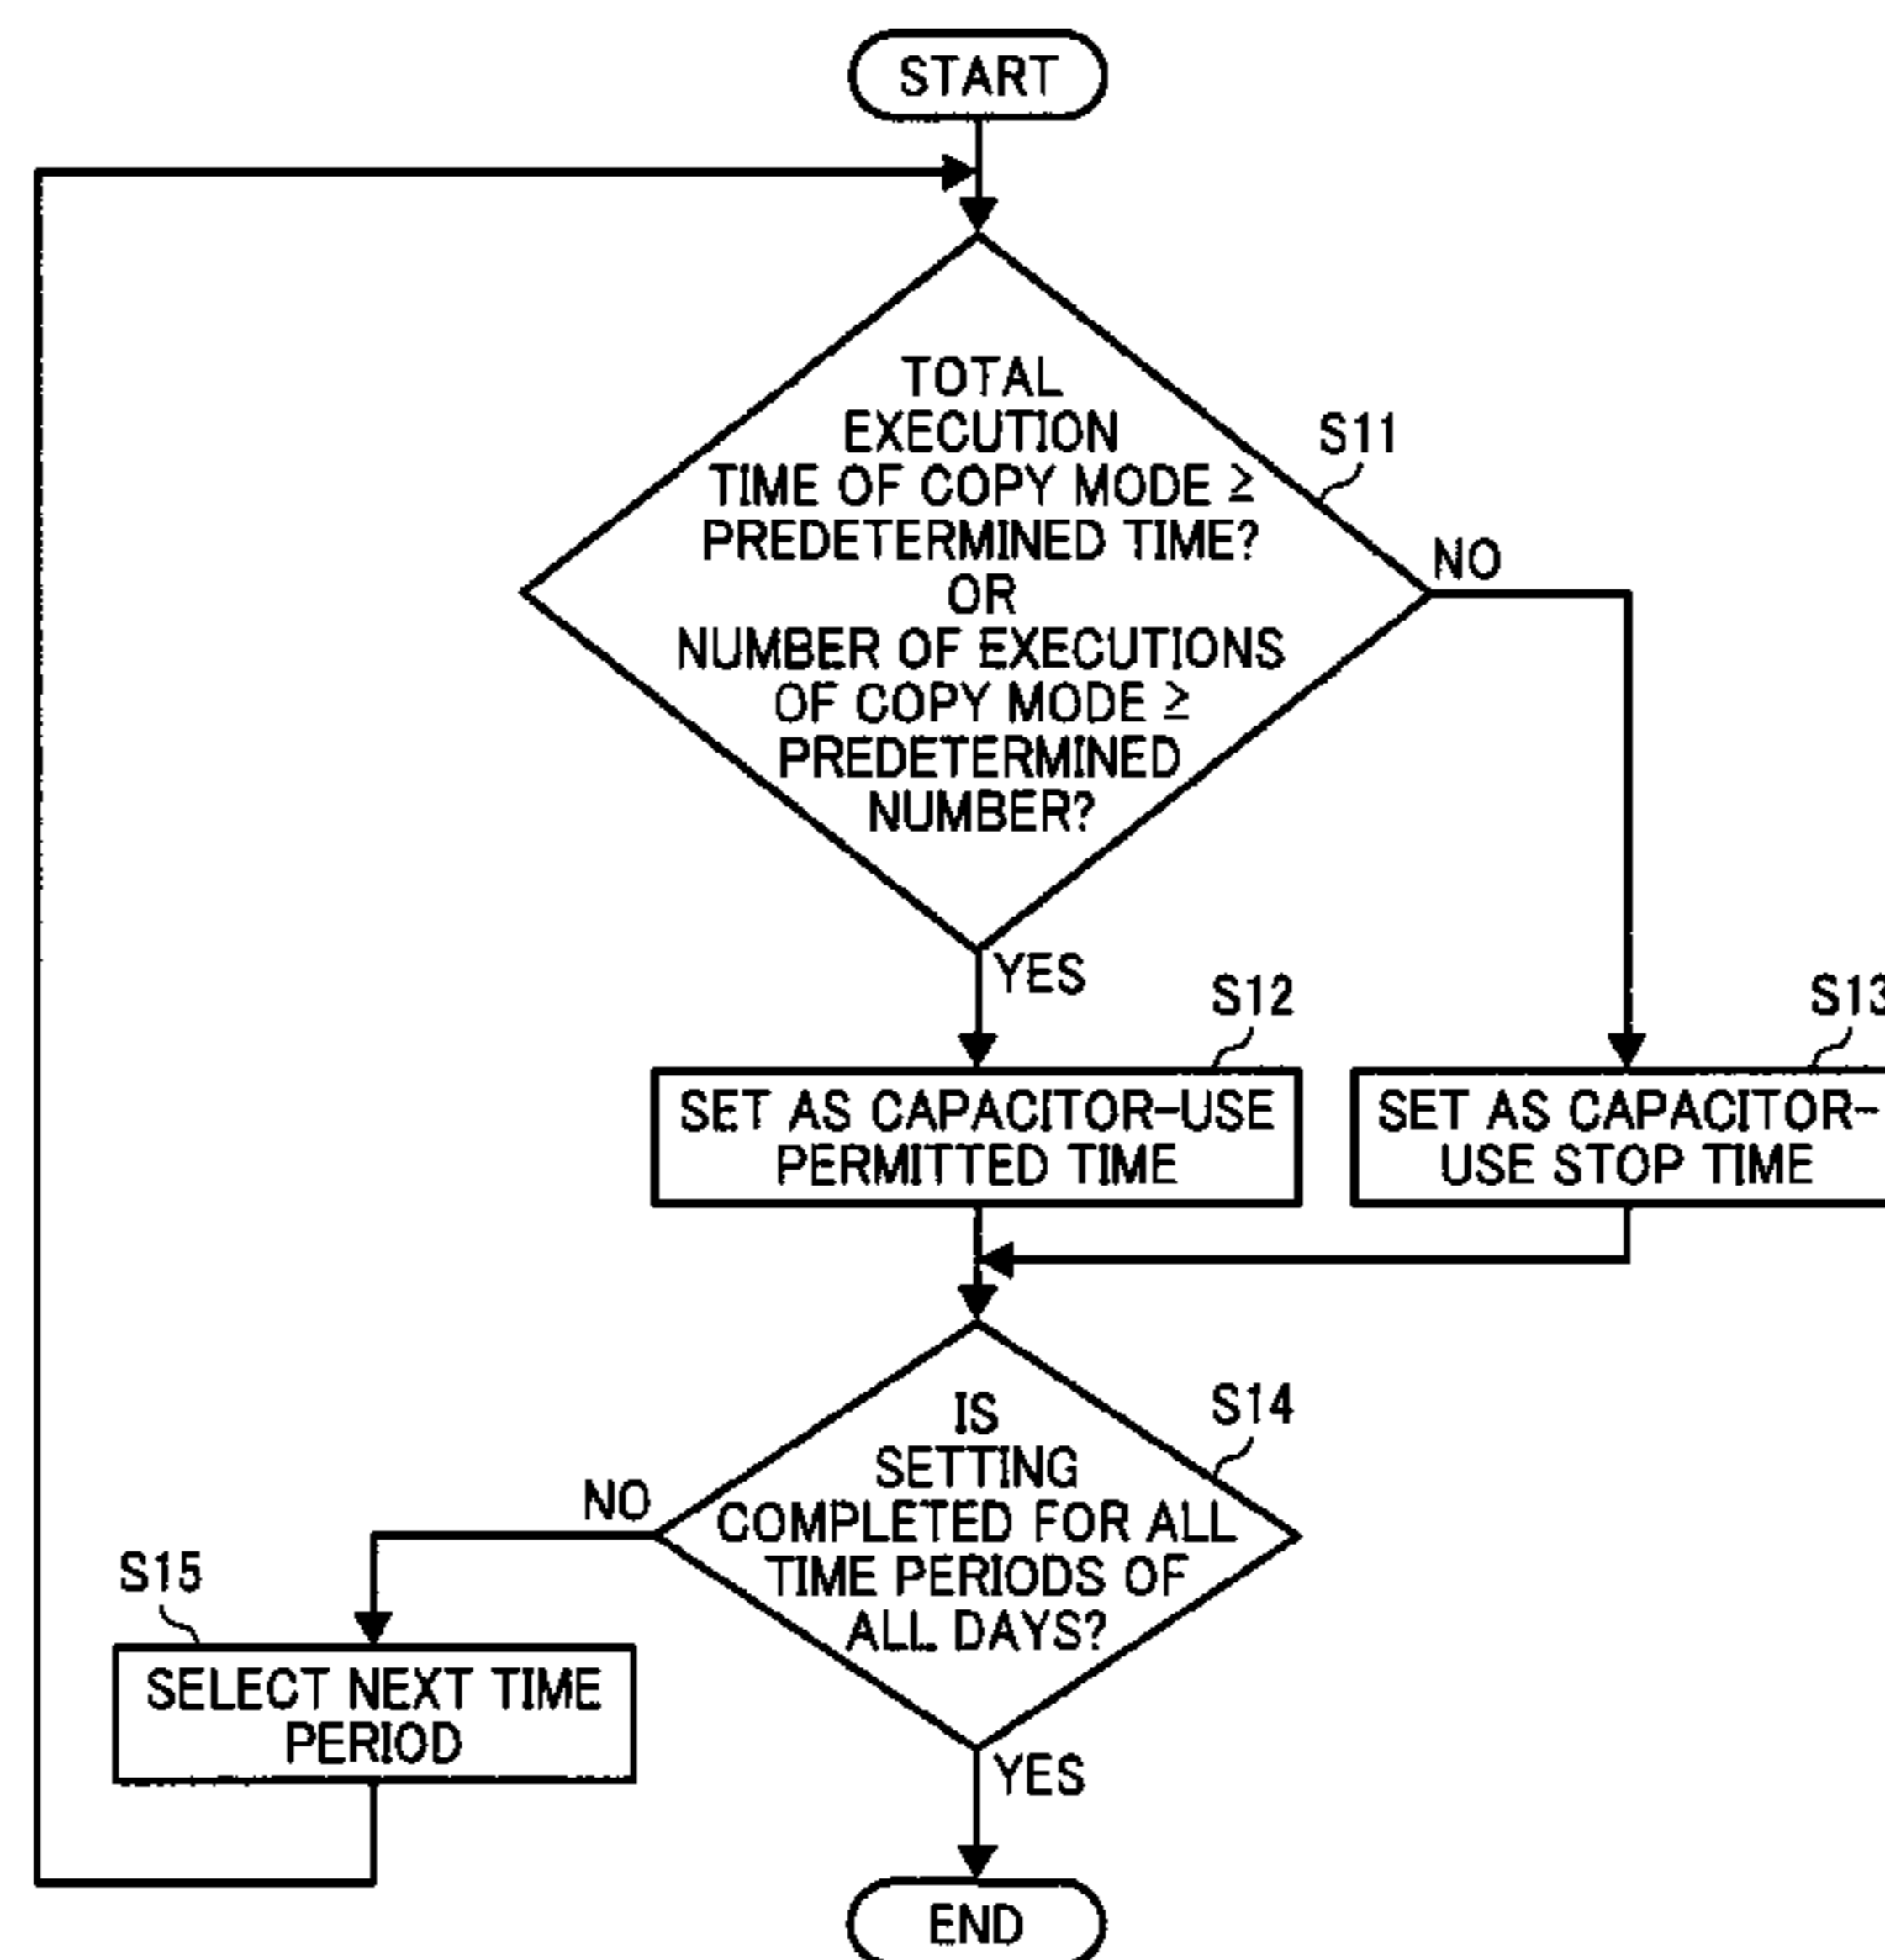 START
TOTAL
EXECUTION
TIME OF COPY MODE ≥
PREDETERMINED TIME?
OR
NUMBER OF EXECUTIONS
OF COPY MODE ≥
PREDETERMINED
NUMBER?
S11
NO
YES
S12
SET AS CAPACITOR-USE
PERMITTED TIME
S13
SET AS CAPACITOR-
USE STOP TIME
IS
SETTING
COMPLETED FOR ALL
TIME PERIODS OF
ALL DAYS?
S14
NO
S15
SELECT NEXT TIME
PERIOD
YES
END